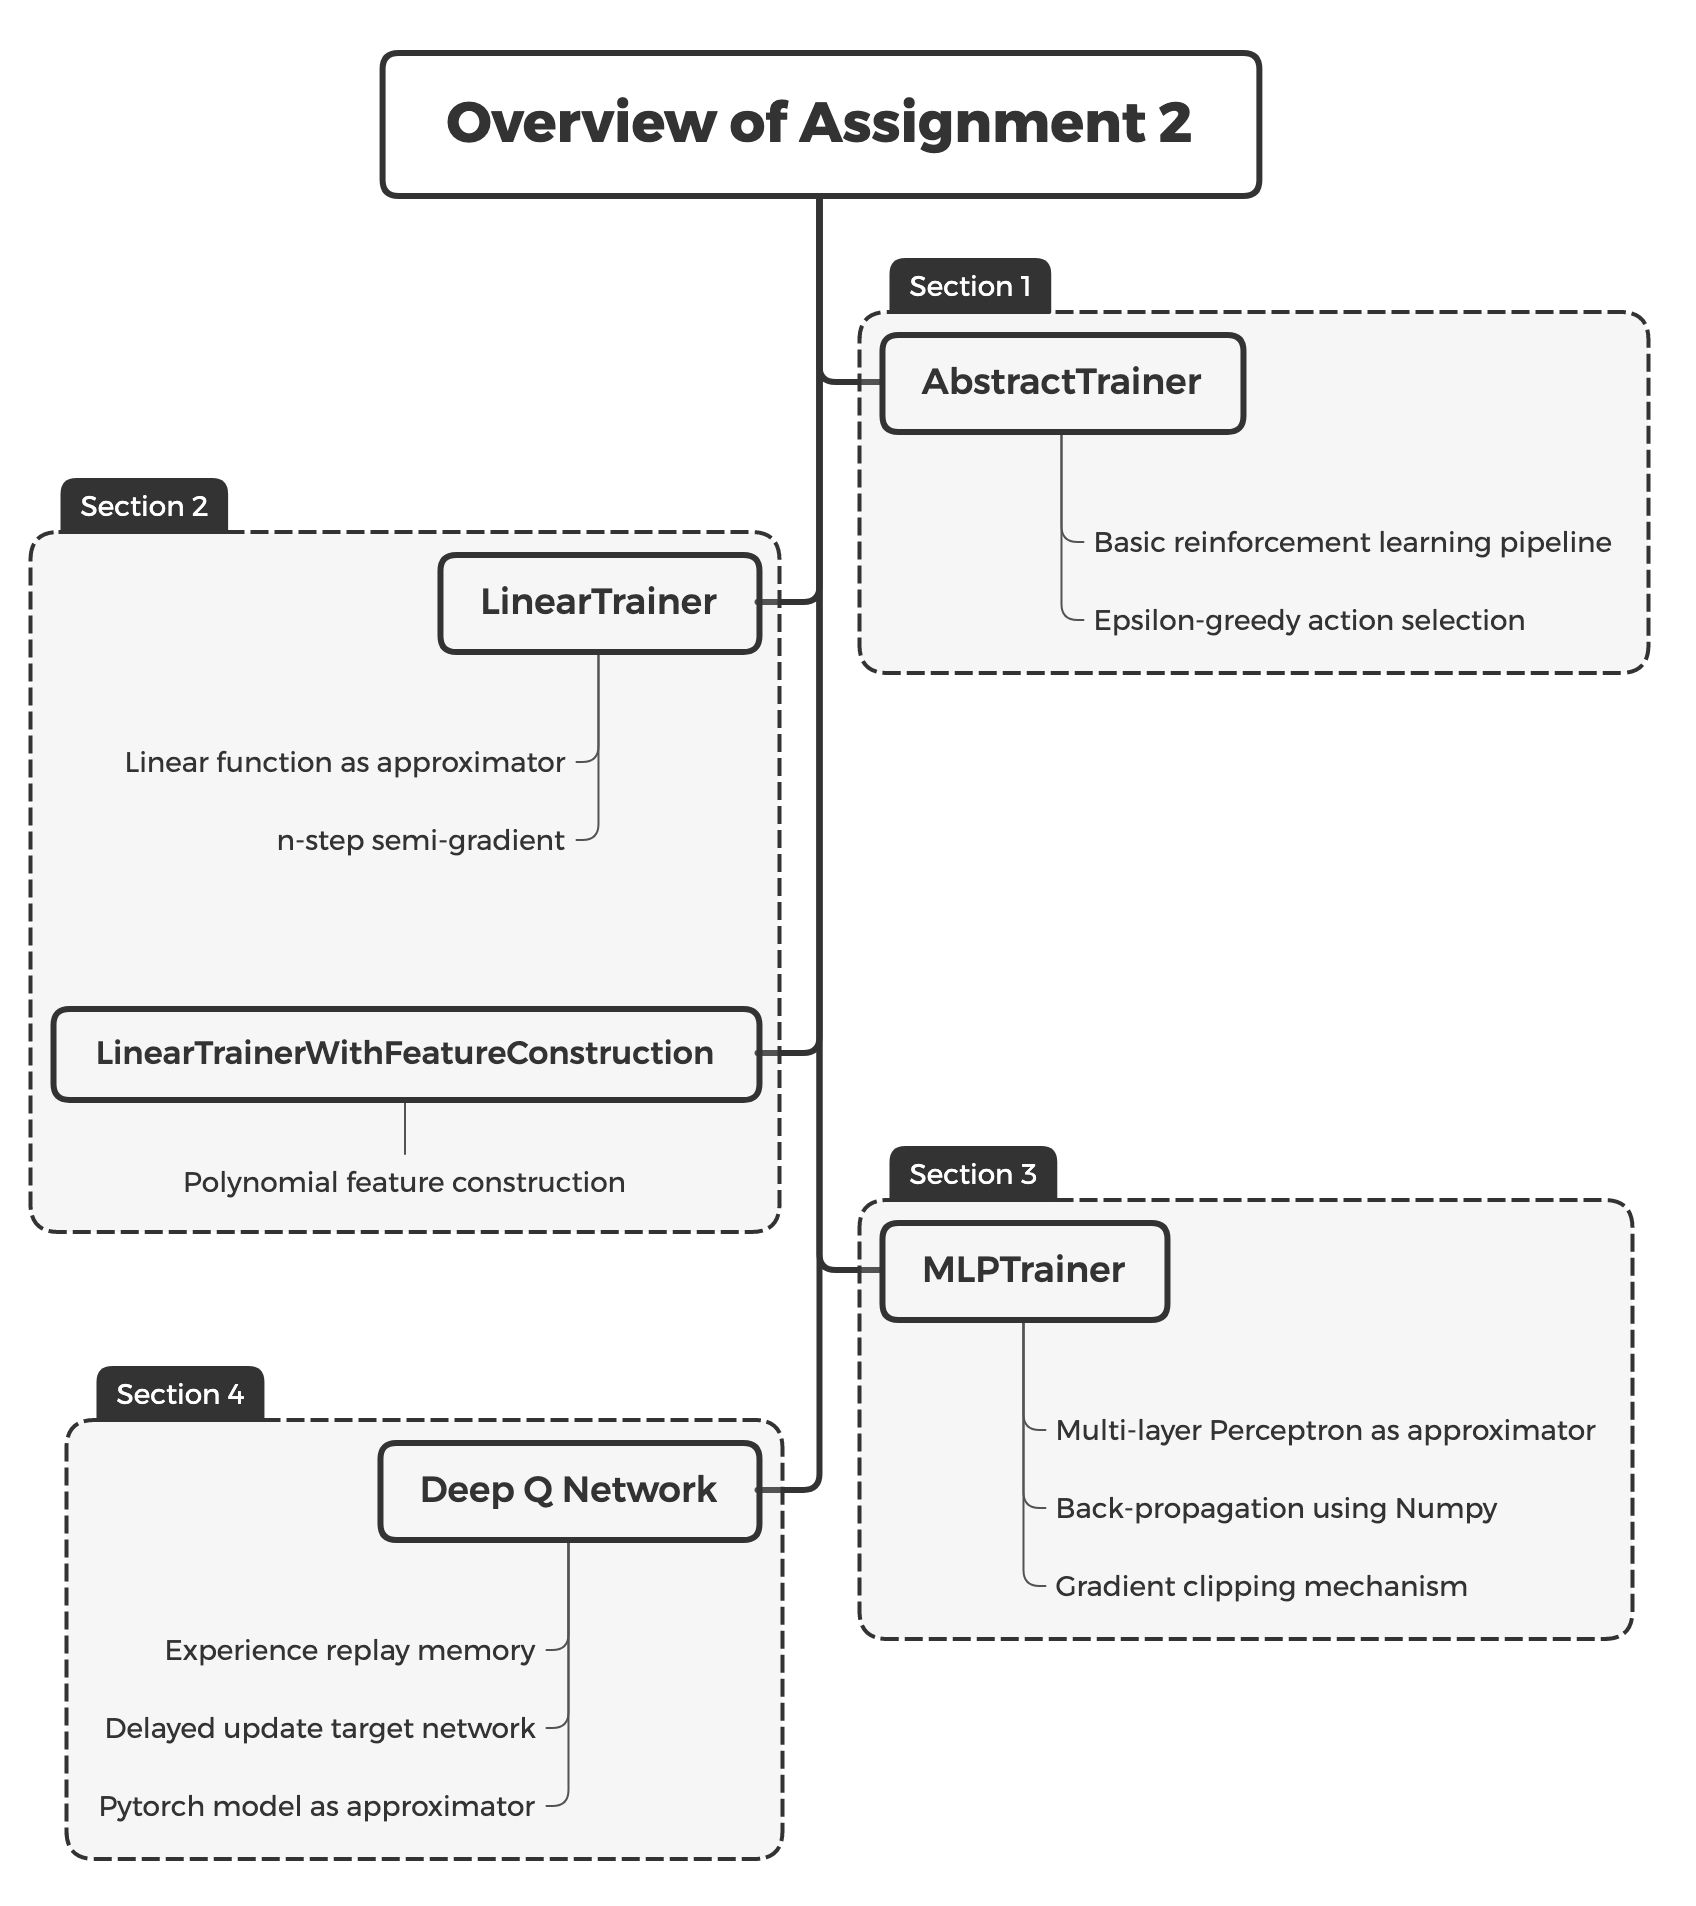 Overview of Assignment 2
Section 1
AbstractTrainer
Basic reinforcement learning pipeline
Epsilon-greedy action selection
Section 2
LinearTrainer
Linear function as approximator
n-step semi-gradient
LinearTrainerWithFeatureConstruction
Polynomial feature construction
Section 3
MLPTrainer
Multi-layer Perceptron as approximator
Back-propagation using Numpy
Gradient clipping mechanism
Section 4
Deep Q Network
Experience replay memory
Delayed update target network
Pytorch model as approximator